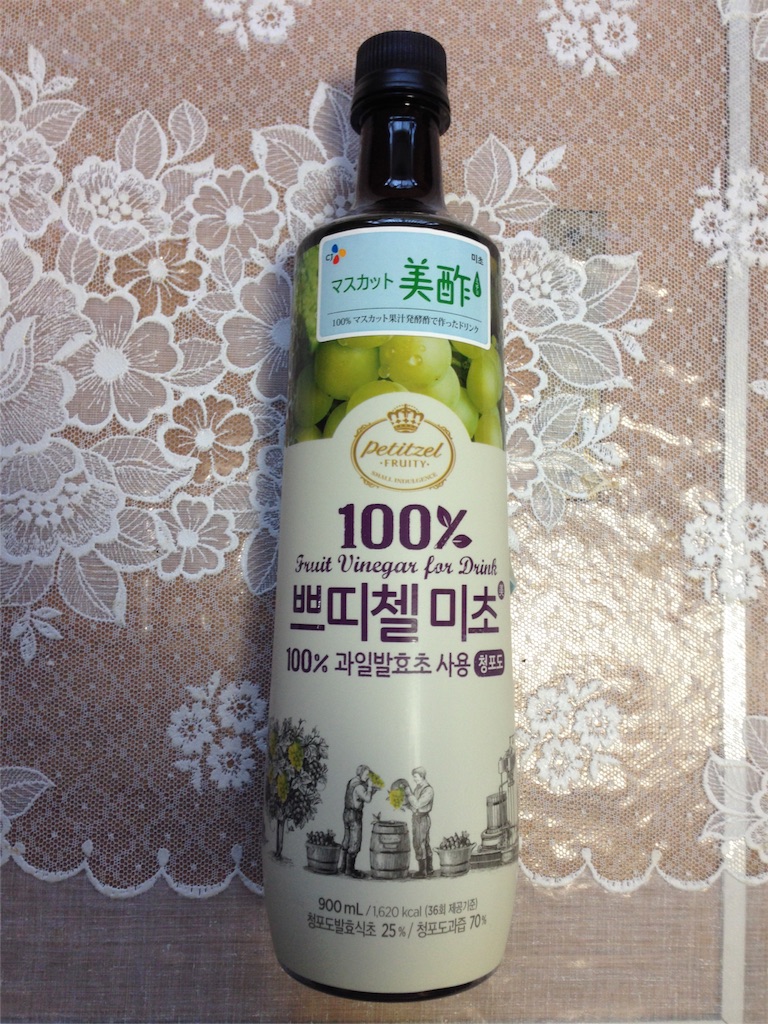 CJ
미초
マスカット 美酢
100% マスカット果汁発酵酢で作ったドリンク
Petitzel
·FRUITY·
SMALL INDULGENCE
100%
Fruit Vinegar for Drink
쁘띠첼 미초
100% 과일발효초 사용 청포도
900 mL / 1,620 kcal (36회 제공기준)
청포도발효식초 25% / 청포도과즙 70%